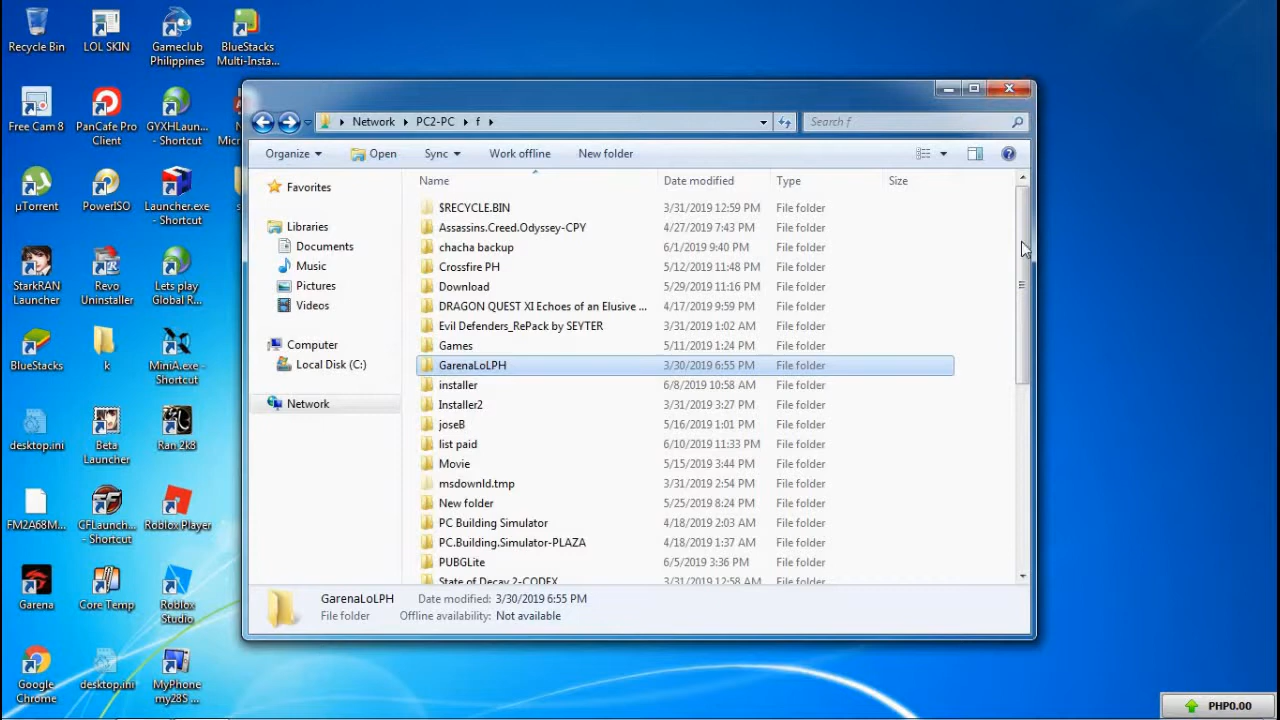 Recycle Bin
LOL SKIN
Gameclub
Philippines
BlueStacks
Multi-Insta...
Free Cam 8
PanCafe Pro
Client
GYXHLaun...
- Shortcut
µTorrent
PowerISO
Launcher.exe
- Shortcut
StarkRAN
Launcher
Revo
Uninstaller
Lets play
Global R...
BlueStacks
k
MiniA.exe -
Shortcut
desktop.ini
Beta
Launcher
Ran 2k8
FM2A68M...
CFLaunch...
- Shortcut
Roblox Player
Garena
Core Temp
Roblox
Studio
Google
Chrome
desktop.ini
MyPhone
my28S ...
Network
PC2-PC
f
Search f
Organize
Open
Sync
Work offline
New folder
Favorites
Libraries
Documents
Music
Pictures
Videos
Computer
Local Disk (C:)
Network
Name Date modified Type Size
$RECYCLE.BIN 3/31/2019 12:59 PM File folder
Assassins.Creed.Odyssey-CPY 4/27/2019 7:43 PM File folder
chacha backup 6/1/2019 9:40 PM File folder
Crossfire PH 5/12/2019 11:48 PM File folder
Download 5/29/2019 11:16 PM File folder
DRAGON QUEST XI Echoes of an Elusive ... 4/17/2019 9:59 PM File folder
Evil Defenders_RePack by SEYTER 3/31/2019 1:02 AM File folder
Games 5/11/2019 1:24 PM File folder
GarenaLoLPH 3/30/2019 6:55 PM File folder
installer 6/8/2019 10:58 AM File folder
Installer2 3/31/2019 3:27 PM File folder
joseB 5/16/2019 1:01 PM File folder
list paid 6/10/2019 11:33 PM File folder
Movie 5/15/2019 3:44 PM File folder
msdownld.tmp 3/31/2019 2:54 PM File folder
New folder 5/25/2019 8:24 PM File folder
PC Building Simulator 4/18/2019 2:03 AM File folder
PC.Building.Simulator-PLAZA 4/18/2019 1:37 AM File folder
PUBGLite 6/5/2019 3:36 PM File folder
State of Decay 2-CODEX 3/31/2019 12:58 AM File folder
GarenaLoLPH Date modified: 3/30/2019 6:55 PM
File folder Offline availability: Not available
PHP0.00